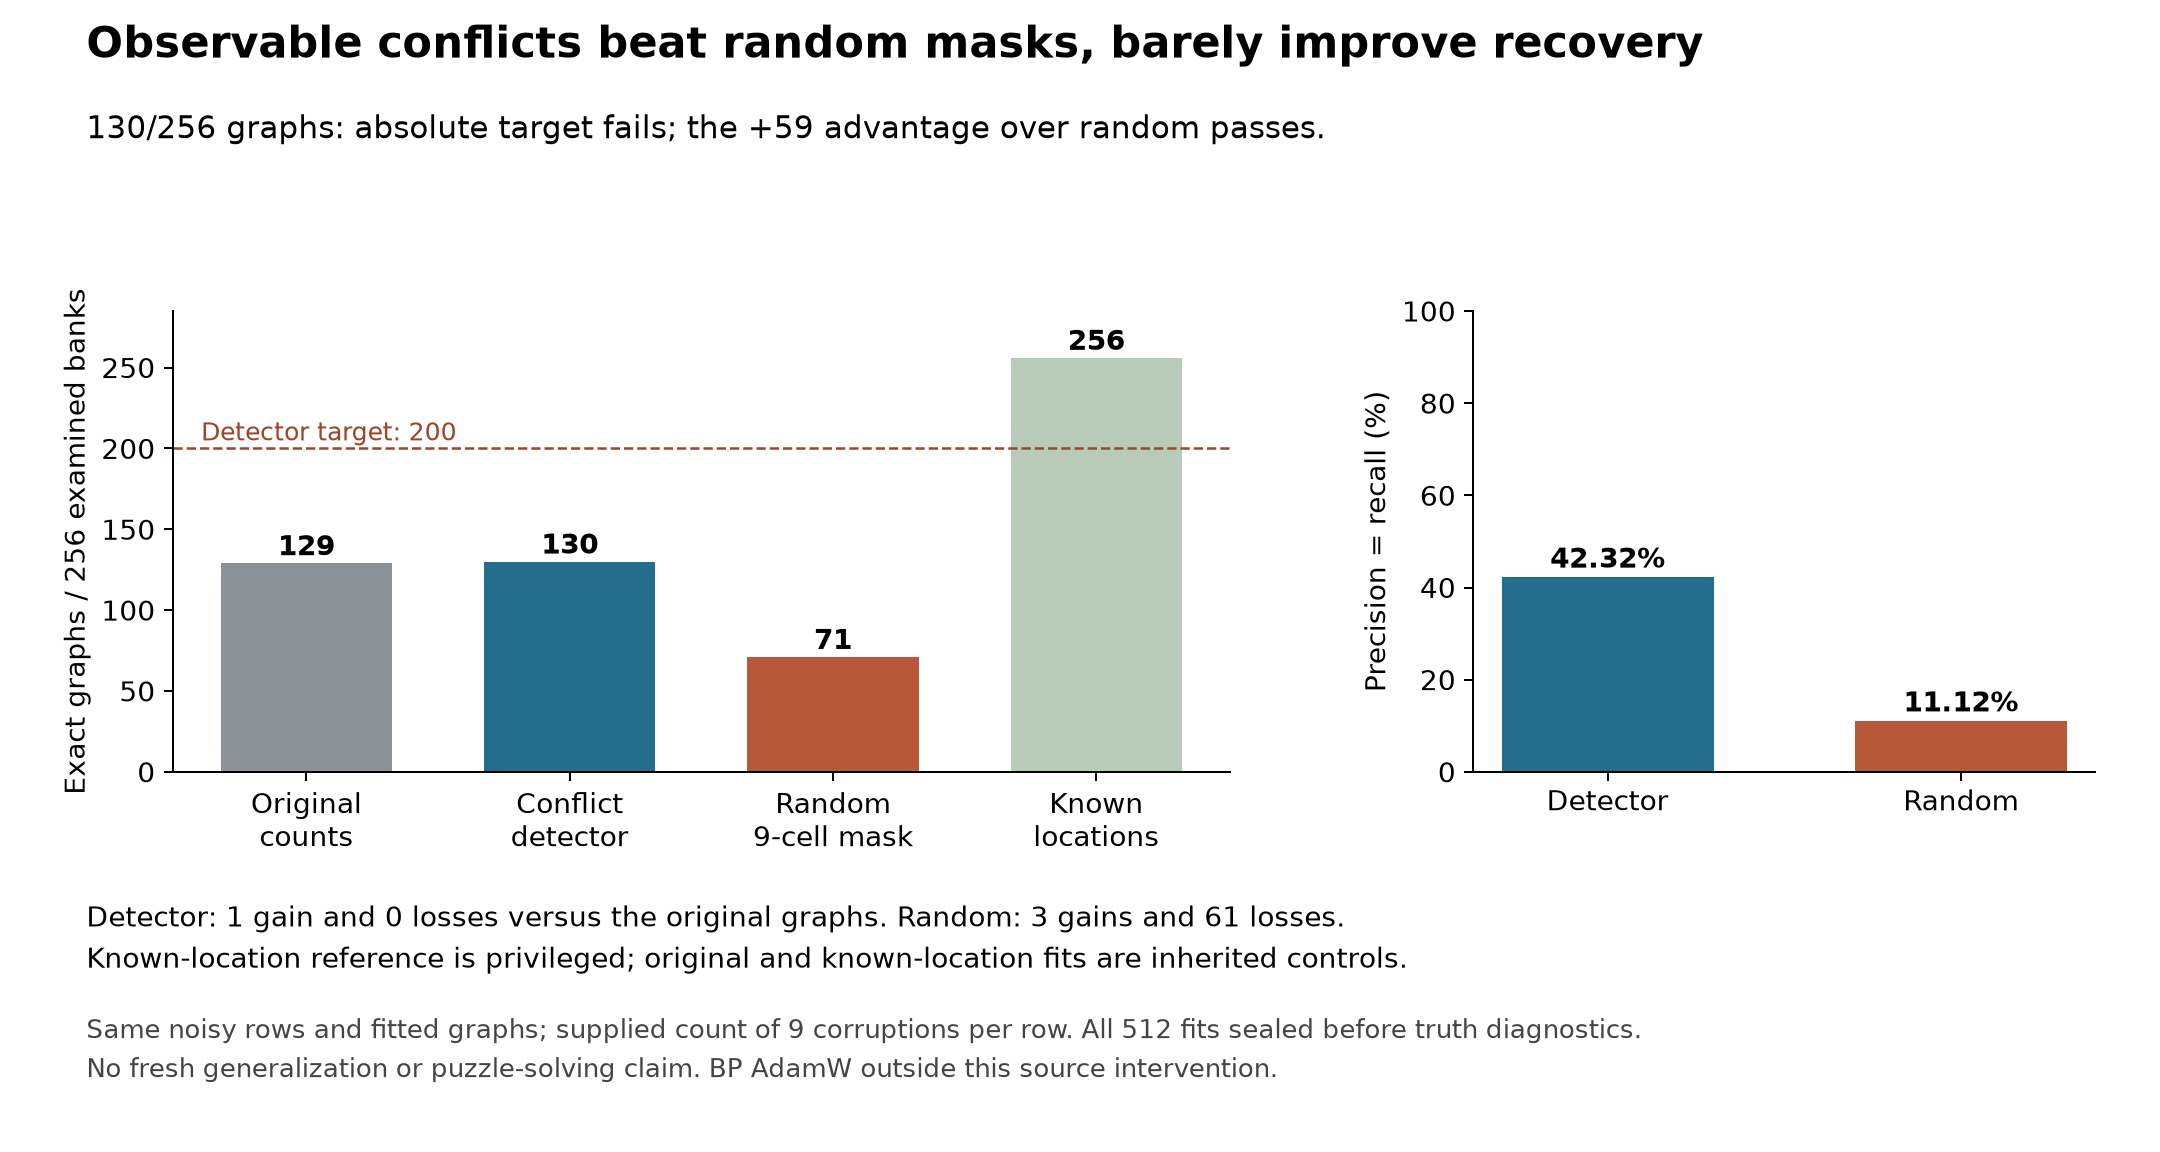 Observable conflicts beat random masks, barely improve recovery
130/256 graphs: absolute target fails; the +59 advantage over random passes.
Exact graphs / 256 examined banks
250
200
150
100
50
0
Detector target: 200
129
130
71
256
Original
counts
Conflict
detector
Random
9-cell mask
Known
locations
Precision = recall (%)
100
80
60
40
20
0
42.32%
11.12%
Detector
Random
Detector: 1 gain and 0 losses versus the original graphs. Random: 3 gains and 61 losses.
Known-location reference is privileged; original and known-location fits are inherited controls.
Same noisy rows and fitted graphs; supplied count of 9 corruptions per row. All 512 fits sealed before truth diagnostics.
No fresh generalization or puzzle-solving claim. BP AdamW outside this source intervention.